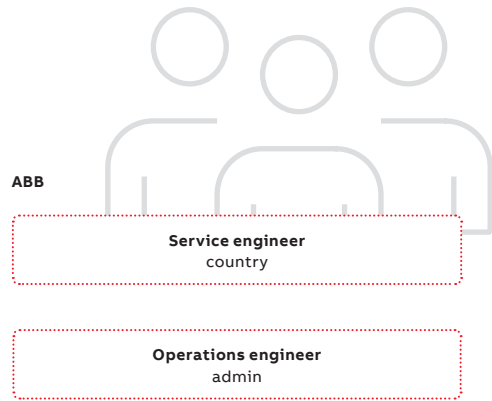 ABB
Service engineer
country
Operations engineer
admin